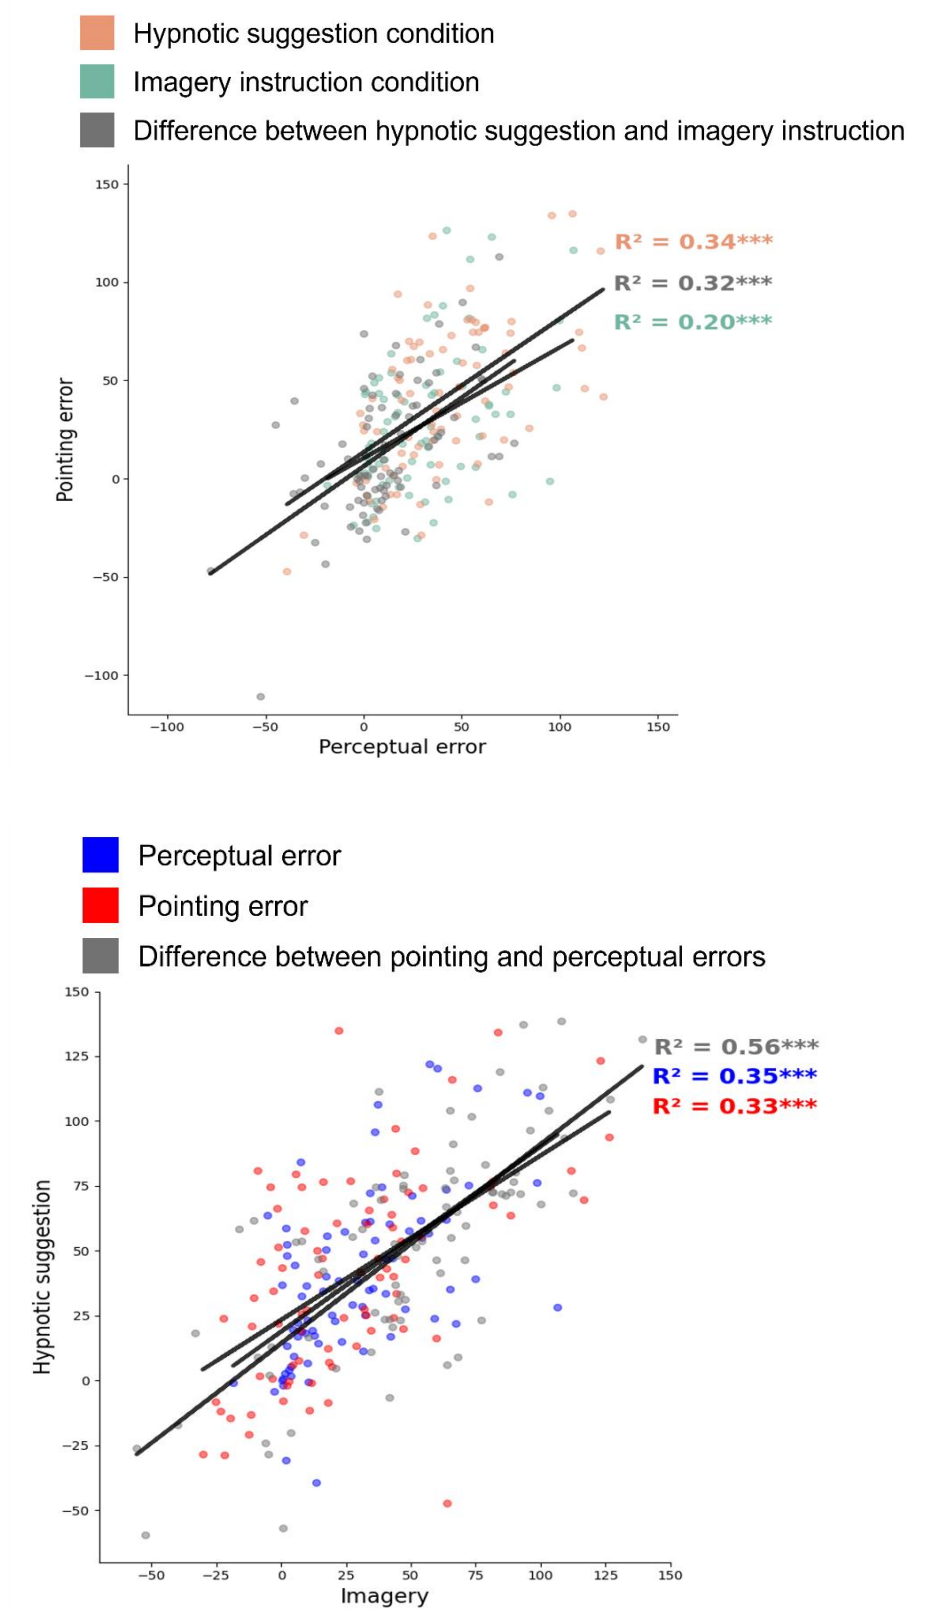 Hypnotic suggestion condition
Imagery instruction condition
Difference between hypnotic suggestion and imagery instruction
150
100
50
0
−50
−100
Pointing error
R² = 0.34***
R² = 0.32***
R² = 0.20***
−100 −50 0 50 100 150
Perceptual error
Perceptual error
Pointing error
Difference between pointing and perceptual errors
150
125
100
75
50
25
0
−25
−50
Hypnotic suggestion
R² = 0.56***
R² = 0.35***
R² = 0.33***
−50 −25 0 25 50 75 100 125 150
Imagery